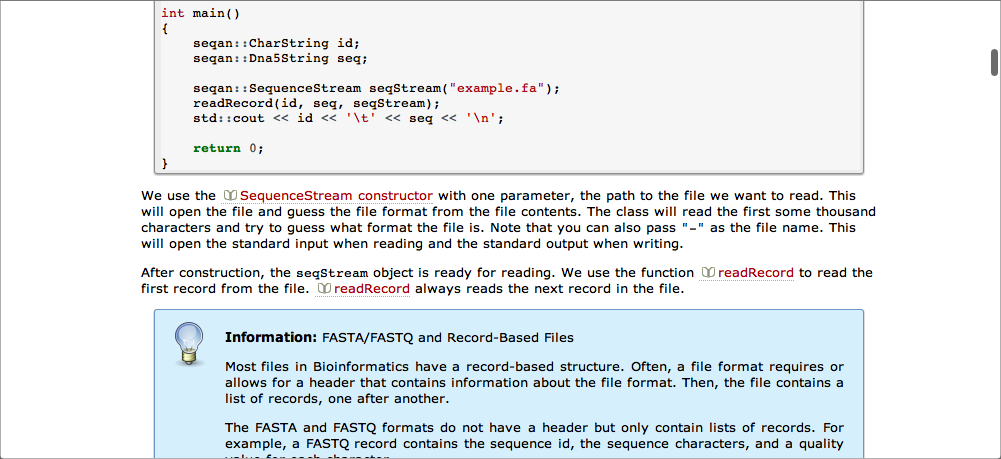 int main()
{
    seqan::CharString id;
    seqan::Dna5String seq;
    seqan::SequenceStream seqStream("example.fa");
    readRecord(id, seq, seqStream);
    std::cout << id << '\t' << seq << '\n';
    return 0;
}
We use the SequenceStream constructor with one parameter, the path to the file we want to read. This
will open the file and guess the file format from the file contents. The class will read the first some thousand
characters and try to guess what format the file is. Note that you can also pass "-" as the file name. This
will open the standard input when reading and the standard output when writing.
After construction, the seqStream object is ready for reading. We use the function readRecord to read the
first record from the file. readRecord always reads the next record in the file.
Information: FASTA/FASTQ and Record-Based Files
Most files in Bioinformatics have a record-based structure. Often, a file format requires or
allows for a header that contains information about the file format. Then, the file contains a
list of records, one after another.
The FASTA and FASTQ formats do not have a header but only contain lists of records. For
example, a FASTQ record contains the sequence id, the sequence characters, and a quality